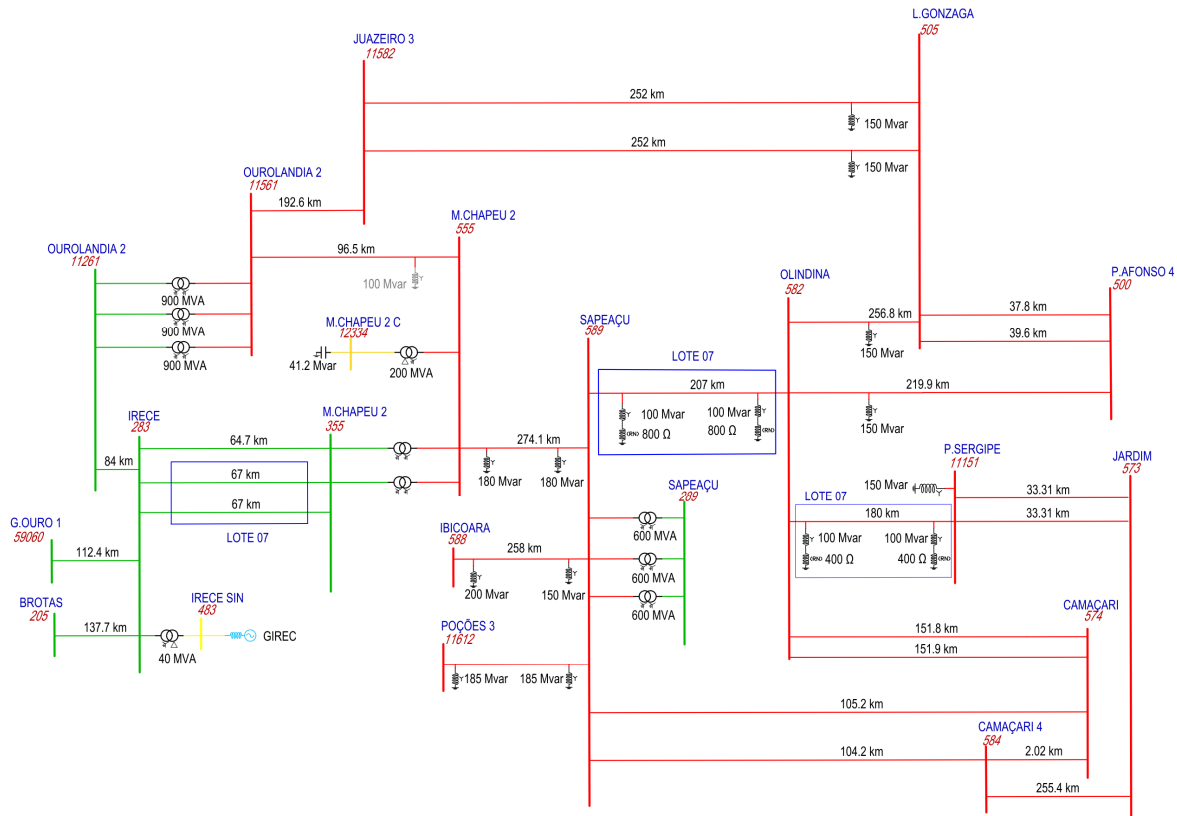 L.GONZAGA
505
JUAZEIRO 3
11582
252 km
150 Mvar
252 km
150 Mvar
OUROLANDIA 2
11561
192.6 km
M.CHAPEU 2
555
OUROLANDIA 2
11261
96.5 km
100 Mvar
900 MVA
900 MVA
900 MVA
M.CHAPEU 2 C
12334
41.2 Mvar
200 MVA
OLINDINA
582
P.AFONSO 4
500
256.8 km
37.8 km
39.6 km
150 Mvar
SAPEAÇU
589
LOTE 07
207 km
219.9 km
100 Mvar
100 Mvar
(RN)
800 Ω
(RN)
800 Ω
150 Mvar
IRECE
283
M.CHAPEU 2
355
64.7 km
84 km
67 km
67 km
LOTE 07
274.1 km
180 Mvar
180 Mvar
P.SERGIPE
11151
JARDIM
573
150 Mvar
33.31 km
LOTE 07
180 km
33.31 km
100 Mvar
100 Mvar
(RN)
400 Ω
(RN)
400 Ω
SAPEAÇU
289
600 MVA
600 MVA
600 MVA
G.OURO 1
59060
112.4 km
IBICOARA
588
258 km
200 Mvar
150 Mvar
BROTAS
205
137.7 km
IRECE SIN
483
GIREC
40 MVA
POÇÕES 3
11612
185 Mvar
185 Mvar
CAMAÇARI
574
151.8 km
151.9 km
105.2 km
CAMAÇARI 4
584
104.2 km
2.02 km
255.4 km